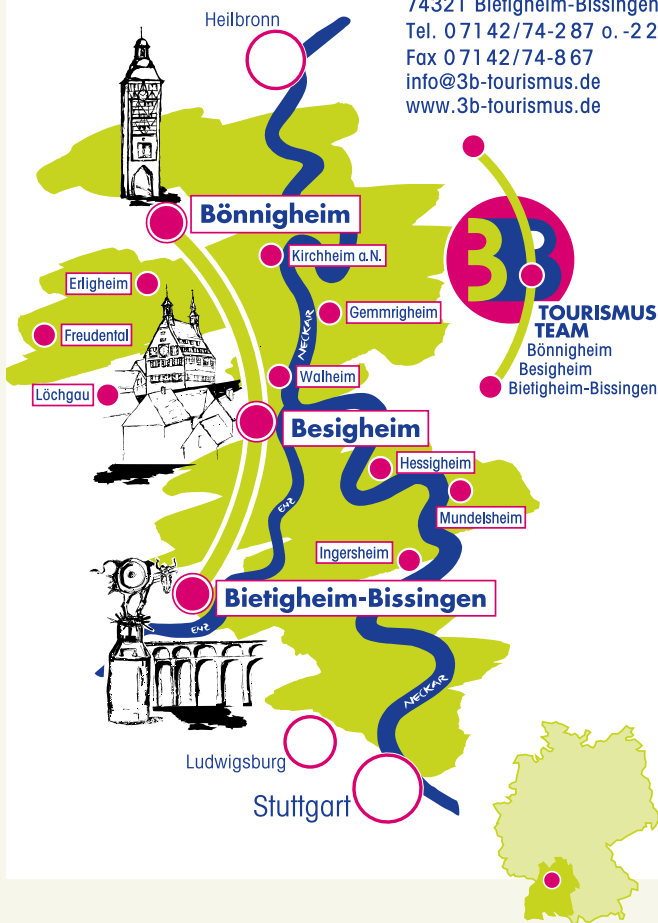 74321 Bietigheim-Bissingen
Tel. 07142/74-287 o. -22
Fax 07142/74-867
info@3b-tourismus.de
www.3b-tourismus.de
Heilbronn
Bönnigheim
Kirchheim a.N.
Erligheim
Gemmrigheim
NECKAR
Freudental
Walheim
Löchgau
Besigheim
Hessigheim
Mundelsheim
ENZ
Ingersheim
Bietigheim-Bissingen
ENZ
NECKAR
Ludwigsburg
Stuttgart
3B
TOURISMUS
TEAM
Bönnigheim
Besigheim
Bietigheim-Bissingen